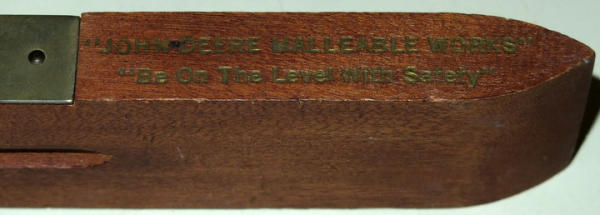 "JOHN DEERE MALLEABLE WORKS"
"Be On The Level with Safety"